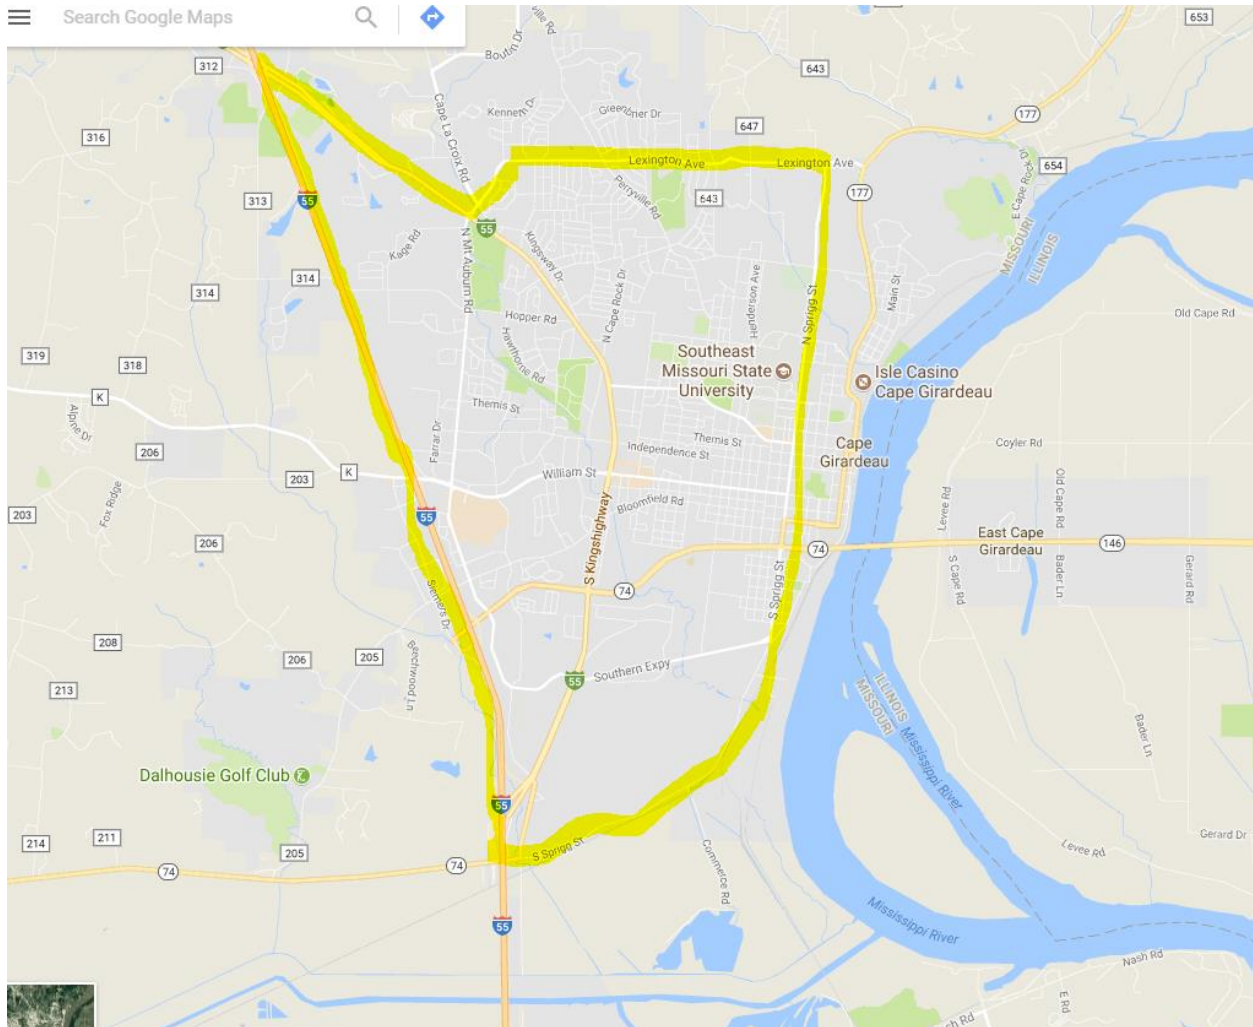 Search Google Maps
653
312
Boutin Dr
ville Rd
643
177
Kenneth Dr
Greenbrier Dr
Cape La Croix Rd
647
316
Lexington Ave
Lexington Ave
654
E Cape Rock Dr
177
313
55
Perryville Rd
643
55
Kage Rd
N Mt Auburn Rd
Kingsway Dr
MISSOURI
ILLINOIS
314
314
N Cape Rock Dr
Henderson Ave
N Sprigg St
Main St
Old Cape Rd
Hopper Rd
Hawthorne Rd
319
318
Southeast
Missouri State
University
Isle Casino
Cape Girardeau
K
Alpine Dr
Themis St
Farrar Dr
206
Independence St
Themis St
Cape
Girardeau
Coyler Rd
203
K
William St
Fox Ridge
Bloomfield Rd
Levee Rd
Old Cape Rd
203
55
206
S Kingshighway
74
East Cape
Girardeau
146
S Cape Rd
Bader Ln
Gerard Rd
Siemers Dr
74
S Sprigg St
208
206
205
Beechwood Ln
Southern Expy
55
213
ILLINOIS
MISSOURI
Mississippi River
Bader Ln
Dalhousie Golf Club
55
214
211
205
S Sprigg St
Gerard Dr
Levee Rd
74
74
Commerce Rd
55
Mississippi River
Nash Rd
E Rd
sh Rd